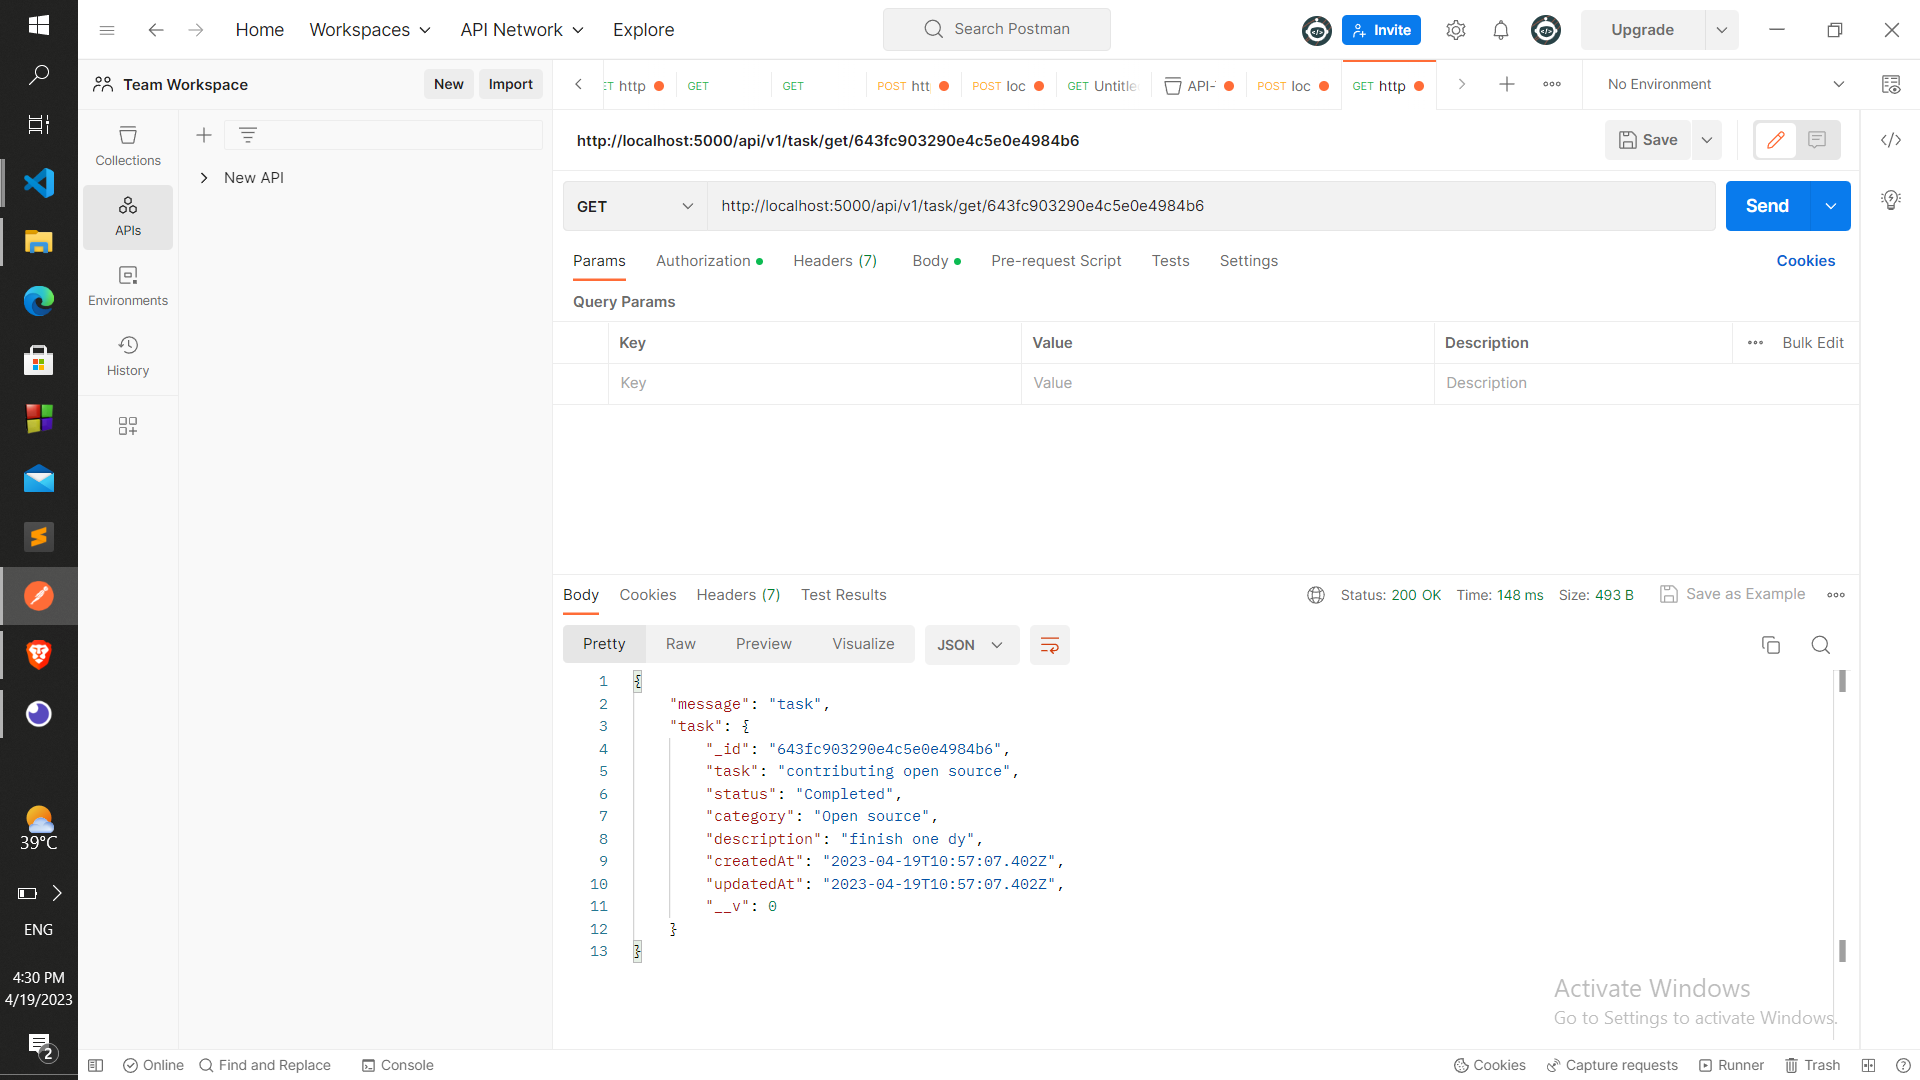 Home Workspaces API Network Explore Search Postman Invite Upgrade
Team Workspace New Import
GET http GET GET POST htt POST loc GET Untitle API- POST loc GET http No Environment
Collections
APIs
Environments
History
New API
http://localhost:5000/api/v1/task/get/643fc903290e4c5e0e4984b6 Save
GET http://localhost:5000/api/v1/task/get/643fc903290e4c5e0e4984b6 Send
Params Authorization Headers (7) Body Pre-request Script Tests Settings Cookies
Query Params
Key Value Description Bulk Edit
Key Value Description
Body Cookies Headers (7) Test Results Status: 200 OK Time: 148 ms Size: 493 B Save as Example
Pretty Raw Preview Visualize JSON
1 {
2 "message": "task",
3 "task": {
4 "_id": "643fc903290e4c5e0e4984b6",
5 "task": "contributing open source",
6 "status": "Completed",
7 "category": "Open source",
8 "description": "finish one dy",
9 "createdAt": "2023-04-19T10:57:07.402Z",
10 "updatedAt": "2023-04-19T10:57:07.402Z",
11 "__v": 0
12 }
13 }
Activate Windows
Go to Settings to activate Windows.
Online Find and Replace Console Cookies Capture requests Runner Trash
39°C
ENG
4:30 PM
4/19/2023
2